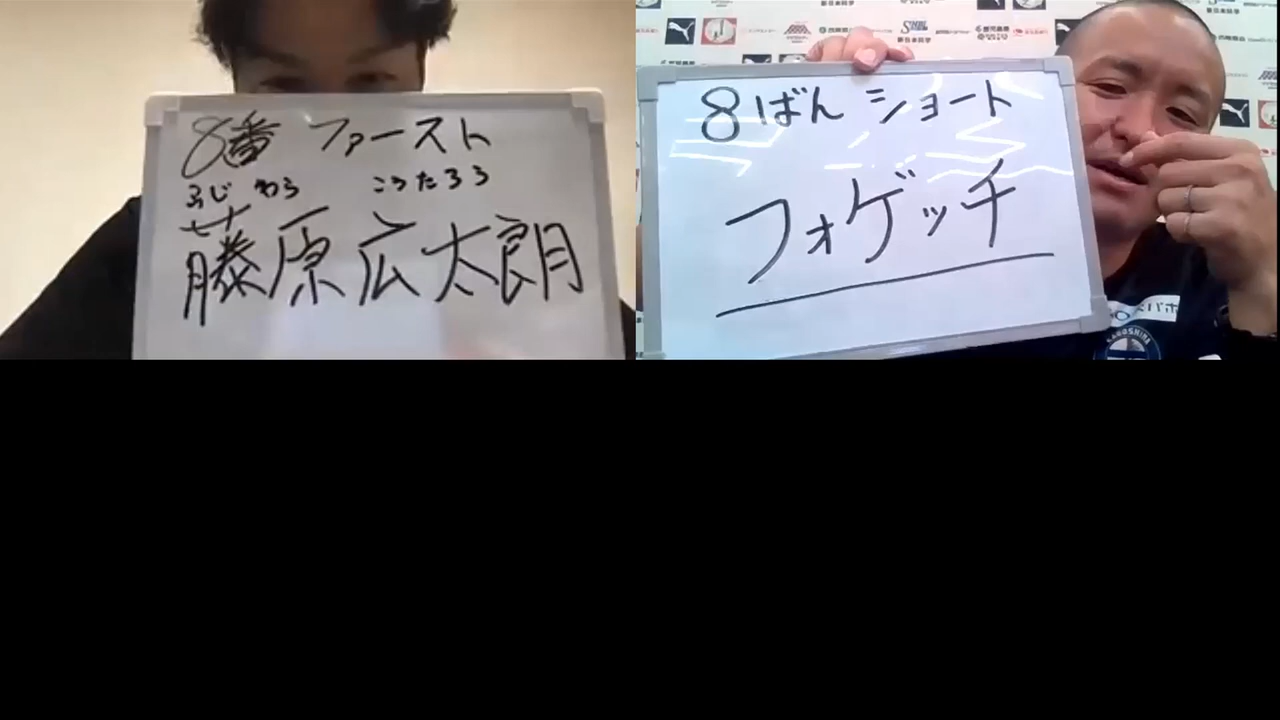 8番 ファースト
ふじわら こうたろう
藤原広太朗
8ばん ショート
フォゲッチ
KAGOSHIMA